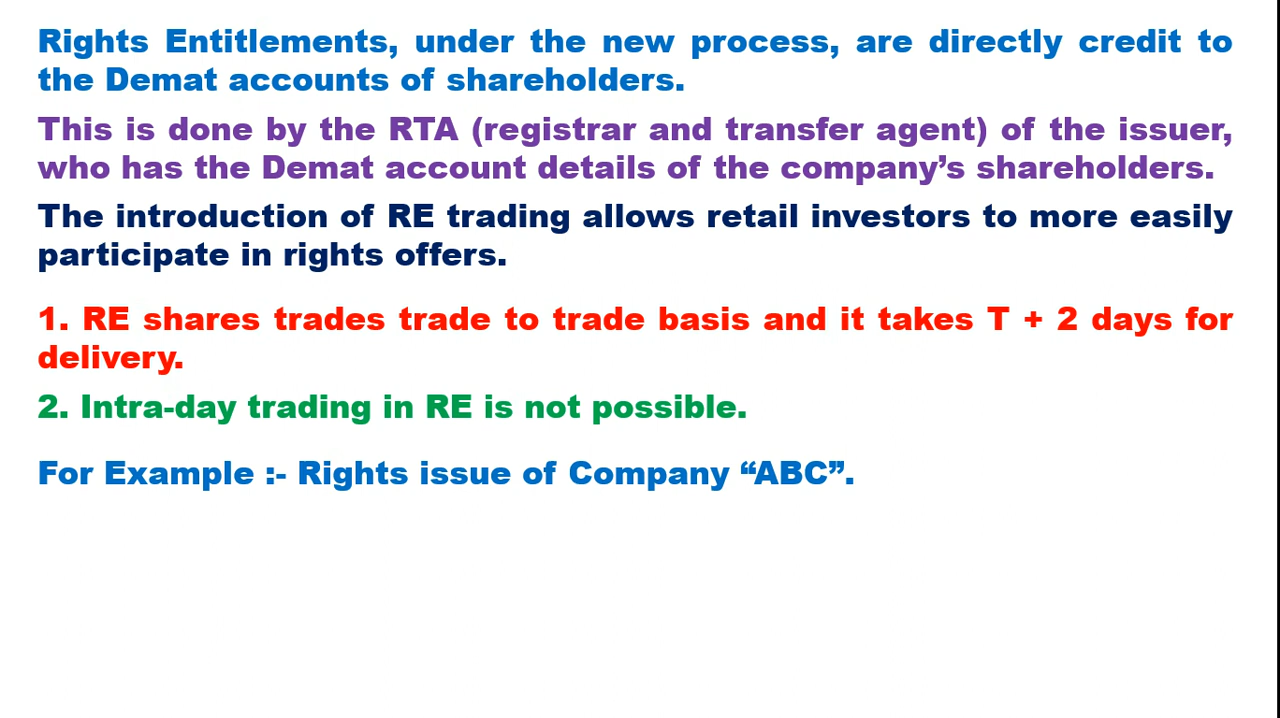 Rights Entitlements, under the new process, are directly credit to
the Demat accounts of shareholders.
This is done by the RTA (registrar and transfer agent) of the issuer,
who has the Demat account details of the company’s shareholders.
The introduction of RE trading allows retail investors to more easily
participate in rights offers.
1. RE shares trades trade to trade basis and it takes T + 2 days for
delivery.
2. Intra-day trading in RE is not possible.
For Example :- Rights issue of Company “ABC”.